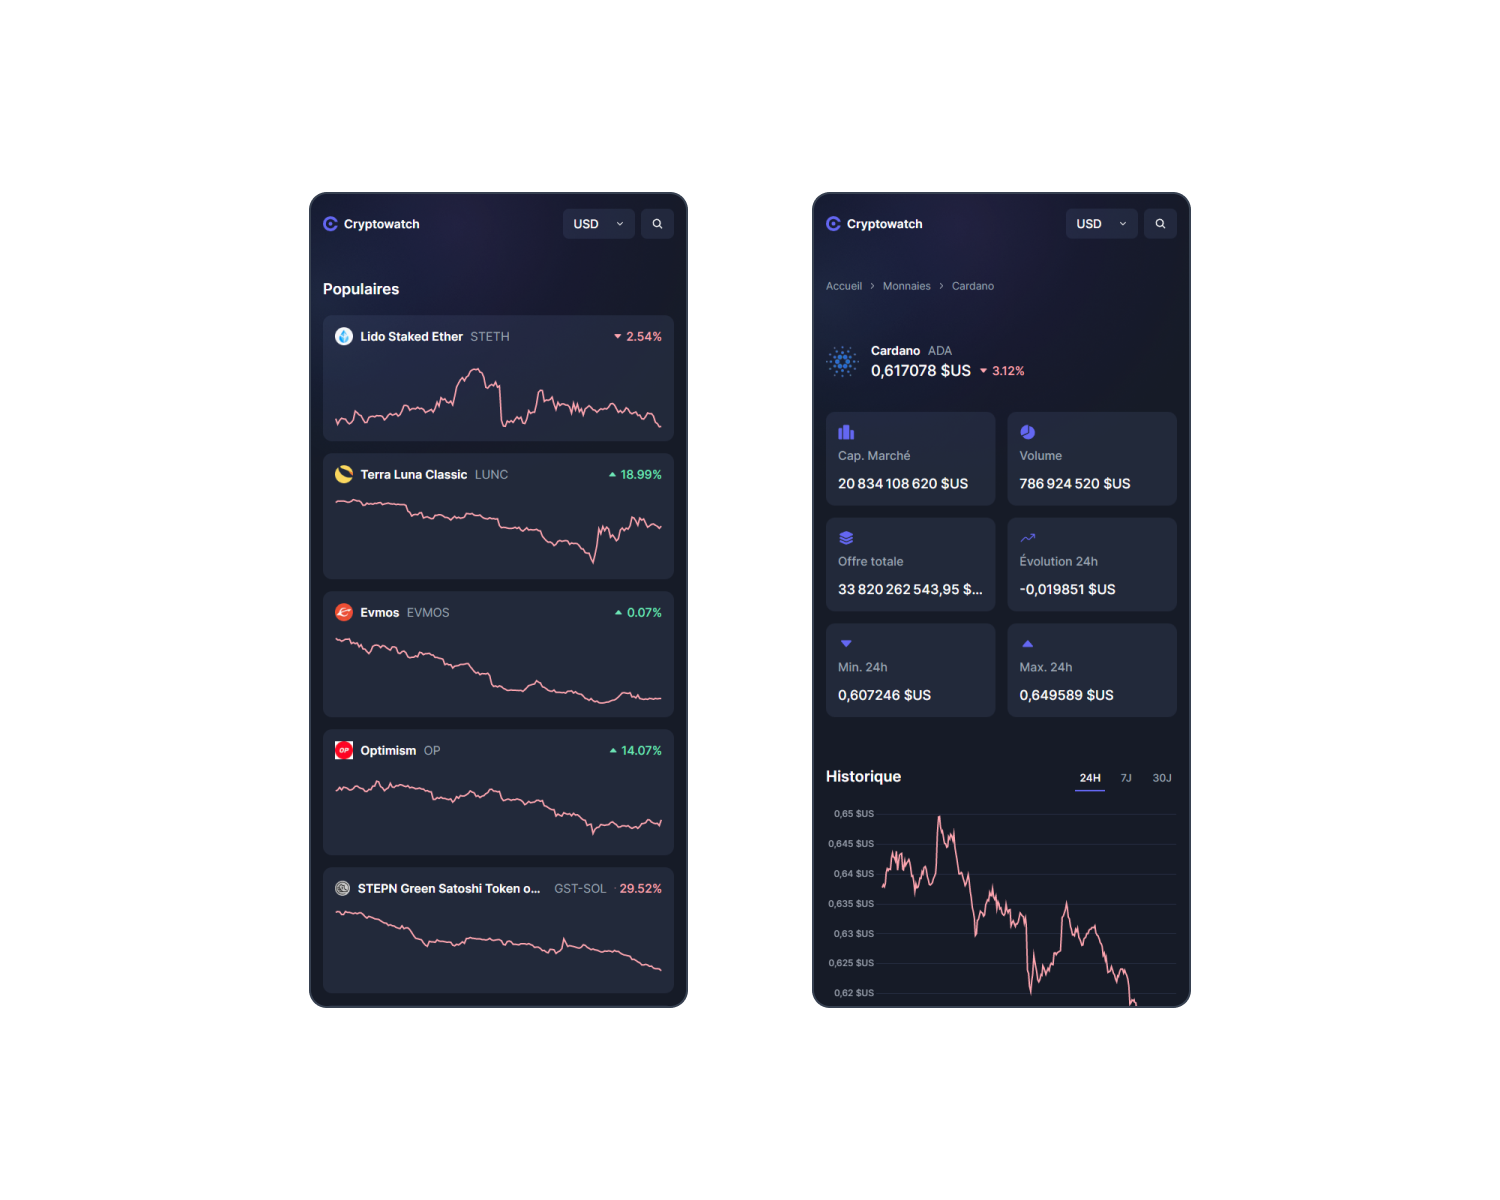 Cryptowatch
USD
Populaires
Lido Staked Ether STETH 2.54%
Terra Luna Classic LUNC 18.99%
Evmos EVMOS 0.07%
OP
Optimism OP 14.07%
STEPN Green Satoshi Token o... GST-SOL 29.52%
Cryptowatch
USD
Accueil > Monnaies > Cardano
Cardano ADA
0,617078 $US 3.12%
Cap. Marché
20 834 108 620 $US
Volume
786 924 520 $US
Offre totale
33 820 262 543,95 $...
Évolution 24h
-0,019851 $US
Min. 24h
0,607246 $US
Max. 24h
0,649589 $US
Historique
24H 7J 30J
0,65 $US
0,645 $US
0,64 $US
0,635 $US
0,63 $US
0,625 $US
0,62 $US